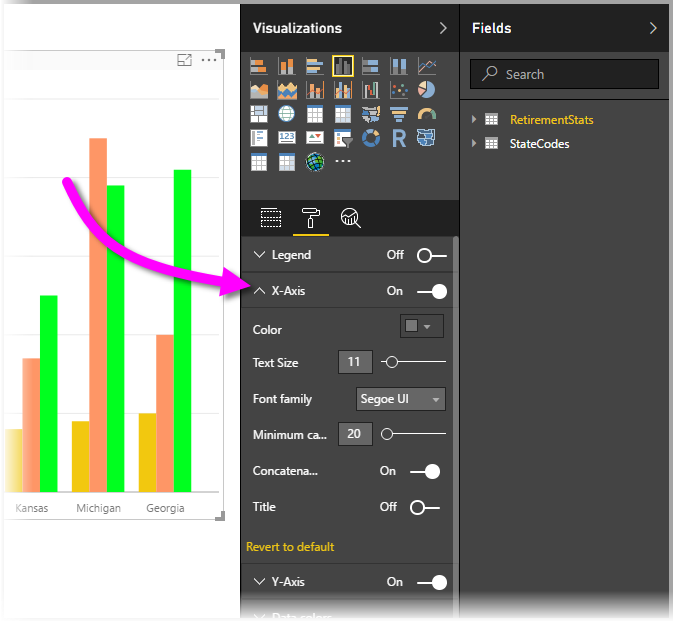 Visualizations
Fields
Search
RetirementStats
StateCodes
123
R
Legend Off
X-Axis On
Color
Text Size 11
Font family Segoe UI
Minimum ca... 20
Concatena... On
Title Off
Revert to default
Y-Axis On
Data colors
Kansas Michigan Georgia